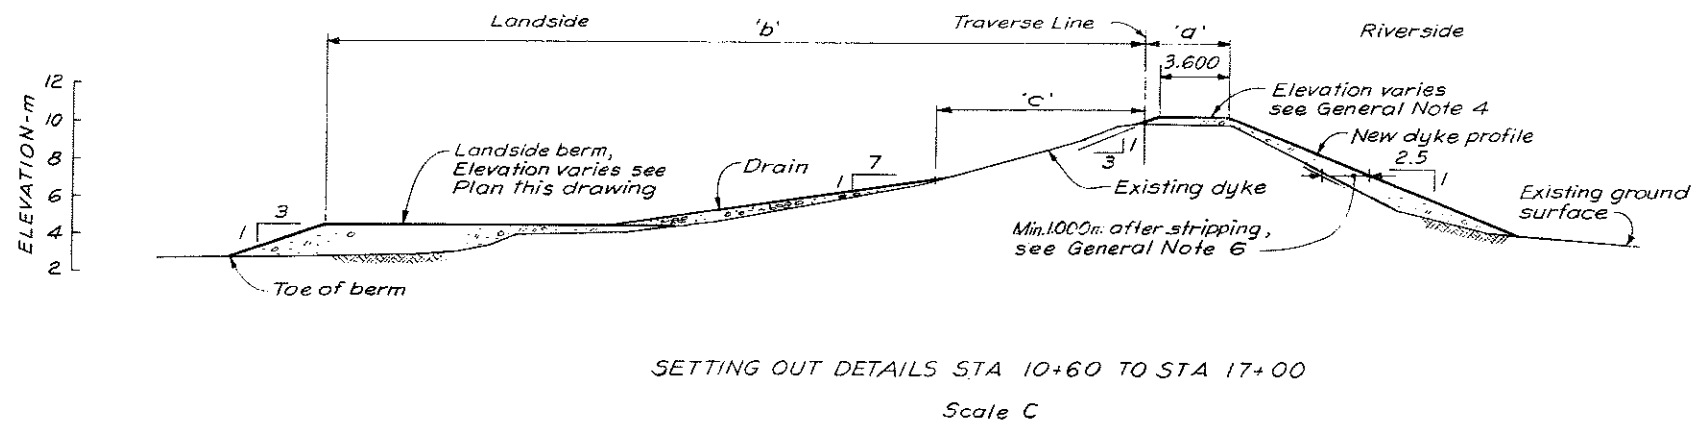 Landside
'b'
Traverse Line
'a'
Riverside
3.600
'c'
Elevation varies
see General Note 4
New dyke profile
12
10
8
6
4
2
ELEVATION-m
Landside berm,
Elevation varies see
Plan this drawing
Drain
1
7
3
1
Existing dyke
2.5
1
Existing ground
surface
1
3
Min.1.000m after stripping,
see General Note 6
Toe of berm
SETTING OUT DETAILS STA 10+60 TO STA 17+00
Scale C